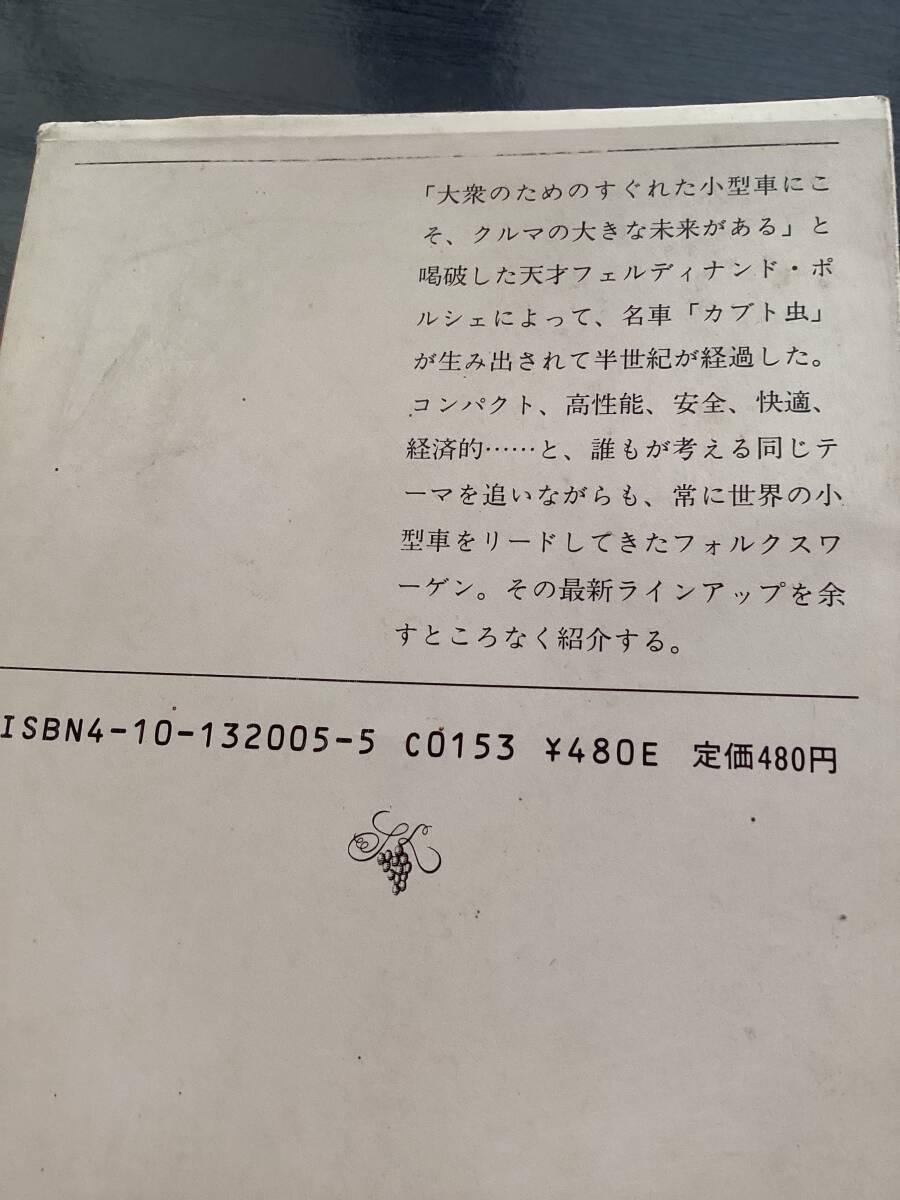 「大衆のためのすぐれた小型車にこ
そ、クルマの大きな未来がある」と
喝破した天才フェルディナンド・ポ
ルシェによって、名車「カブト虫」
が生み出されて半世紀が経過した。
コンパクト、高性能、安全、快適、
経済的……と、誰もが考える同じテ
ーマを追いながらも、常に世界の小
型車をリードしてきたフォルクスワ
ーゲン。その最新ラインアップを余
すところなく紹介する。
ISBN4-10-132005-5 C0153 ¥480E 定価480円